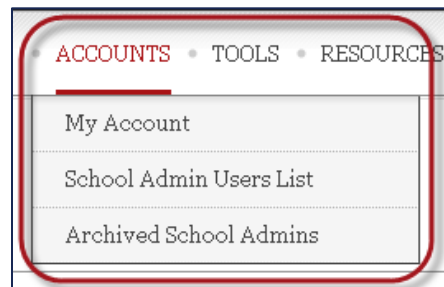 • ACCOUNTS • TOOLS • RESOURCES
My Account
School Admin Users List
Archived School Admins